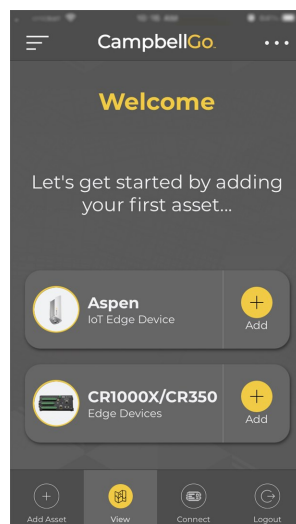 CampbellGo.
Welcome
Let's get started by adding
your first asset...
Aspen
IoT Edge Device
Add
CR1000X/CR350
Edge Devices
Add
Add Asset
View
Connect
Logout